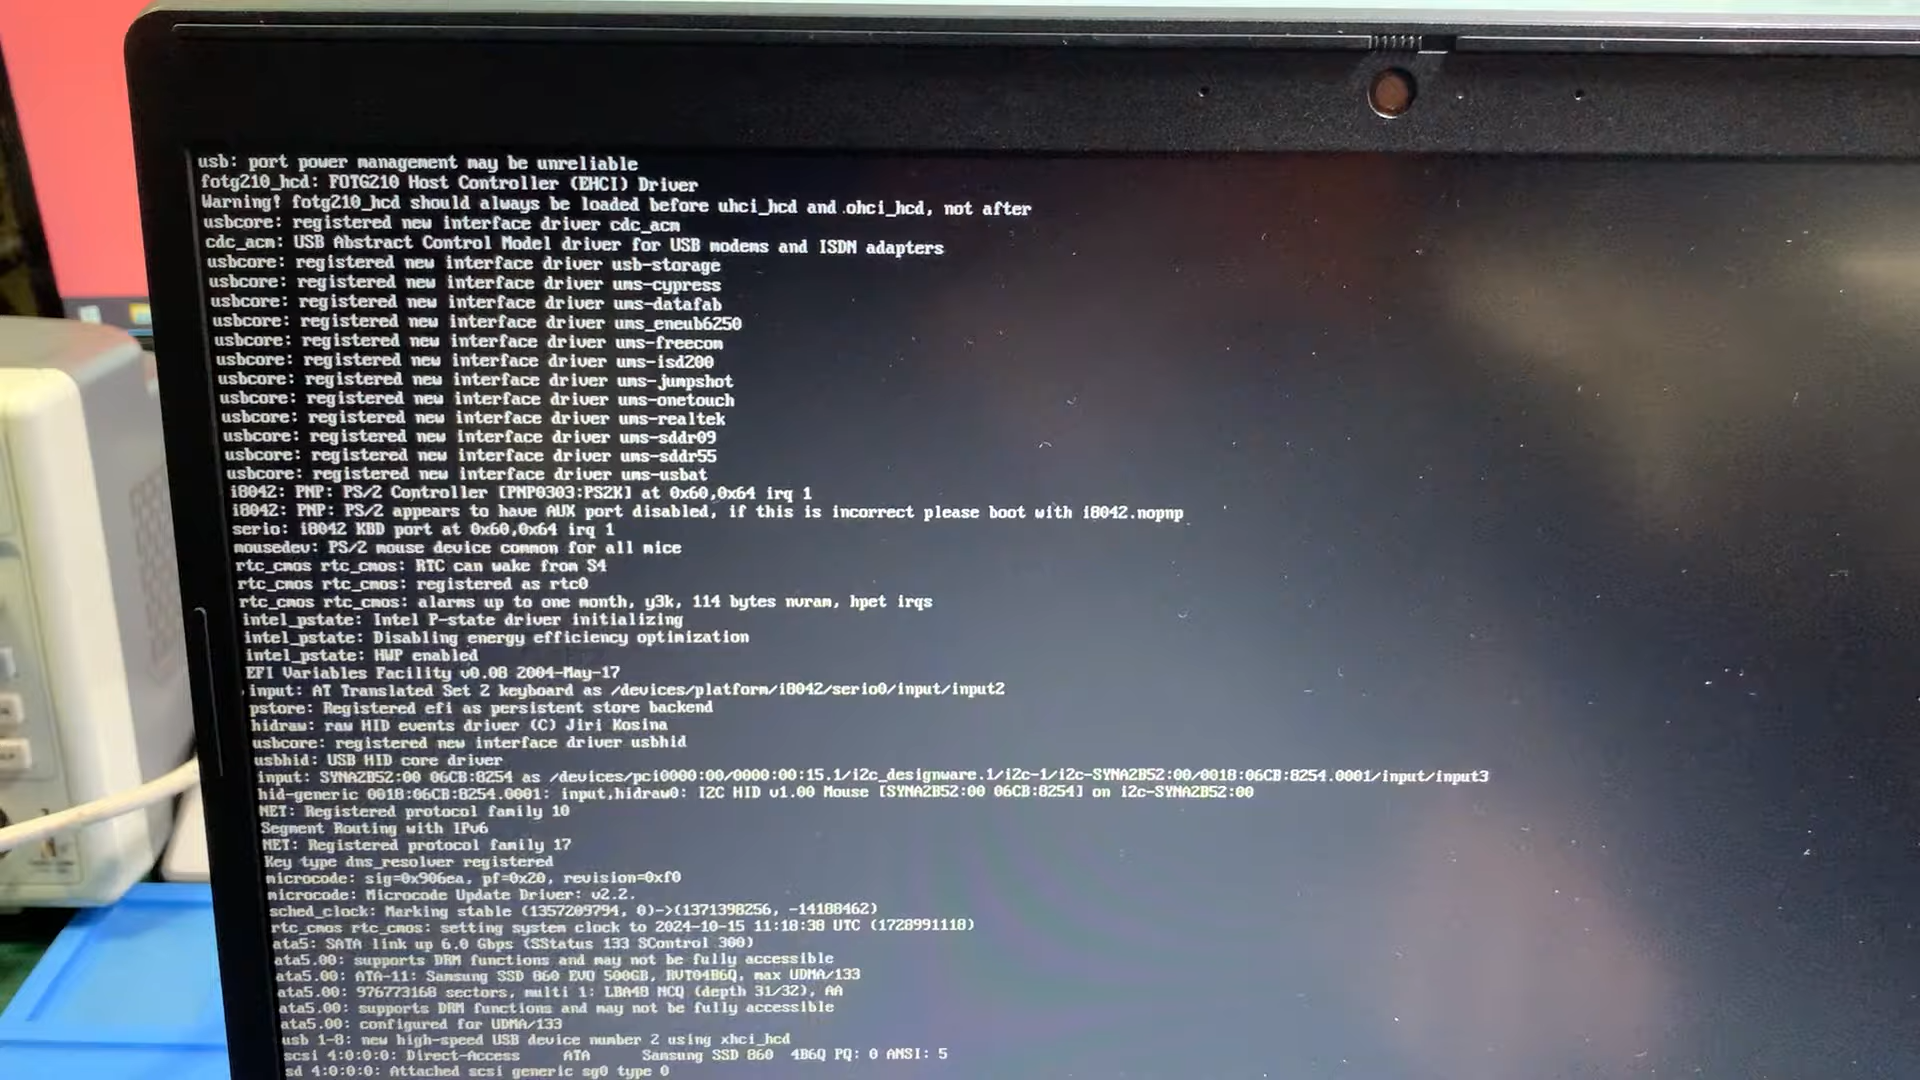 usb: port power management may be unreliable
fotg210_hcd: FOTG210 Host Controller (EHCI) Driver
Warning! fotg210_hcd should always be loaded before uhci_hcd and ohci_hcd, not after
usbcore: registered new interface driver cdc_acm
cdc_acm: USB Abstract Control Model driver for USB modems and ISDN adapters
usbcore: registered new interface driver usb-storage
usbcore: registered new interface driver ums-cypress
usbcore: registered new interface driver ums-datafab
usbcore: registered new interface driver ums_eneub6250
usbcore: registered new interface driver ums-freecom
usbcore: registered new interface driver ums-isd200
usbcore: registered new interface driver ums-jumpshot
usbcore: registered new interface driver ums-onetouch
usbcore: registered new interface driver ums-realtek
usbcore: registered new interface driver ums-sddr09
usbcore: registered new interface driver ums-sddr55
usbcore: registered new interface driver ums-usbat
i8042: PNP: PS/2 Controller [PNP0303:PS2K] at 0x60,0x64 irq 1
i8042: PNP: PS/2 appears to have AUX port disabled, if this is incorrect please boot with i8042.nopnp
serio: i8042 KBD port at 0x60,0x64 irq 1
mousedev: PS/2 mouse device common for all mice
rtc_cmos rtc_cmos: RTC can wake from S4
rtc_cmos rtc_cmos: registered as rtc0
rtc_cmos rtc_cmos: alarms up to one month, y3k, 114 bytes nvram, hpet irqs
intel_pstate: Intel P-state driver initializing
intel_pstate: Disabling energy efficiency optimization
intel_pstate: HWP enabled
EFI Variables Facility v0.08 2004-May-17
input: AT Translated Set 2 keyboard as /devices/platform/i8042/serio0/input/input2
pstore: Registered efi as persistent store backend
hidraw: raw HID events driver (C) Jiri Kosina
usbcore: registered new interface driver usbhid
usbhid: USB HID core driver
input: SYNA2B52:00 06CB:8254 as /devices/pci0000:00/0000:00:15.1/i2c_designware.1/i2c-1/i2c-SYNA2B52:00/0018:06CB:8254.0001/input/input3
hid-generic 0018:06CB:8254.0001: input,hidraw0: I2C HID v1.00 Mouse [SYNA2B52:00 06CB:8254] on i2c-SYNA2B52:00
NET: Registered protocol family 10
Segment Routing with IPv6
NET: Registered protocol family 17
Key type dns_resolver registered
microcode: sig=0x906ea, pf=0x20, revision=0xf0
microcode: Microcode Update Driver: v2.2.
sched_clock: Marking stable (1357209794, 0)->(1371398256, -14188462)
rtc_cmos rtc_cmos: setting system clock to 2024-10-15 11:18:38 UTC (1728991118)
ata5: SATA link up 6.0 Gbps (SStatus 133 SControl 300)
ata5.00: supports DRM functions and may not be fully accessible
ata5.00: ATA-11: Samsung SSD 860 EVO 500GB, RVT04B6Q, max UDMA/133
ata5.00: 976773168 sectors, multi 1: LBA48 NCQ (depth 31/32), AA
ata5.00: supports DRM functions and may not be fully accessible
ata5.00: configured for UDMA/133
usb 1-8: new high-speed USB device number 2 using xhci_hcd
scsi 4:0:0:0: Direct-Access ATA Samsung SSD 860 4B6Q PQ: 0 ANSI: 5
sd 4:0:0:0: Attached scsi generic sg0 type 0